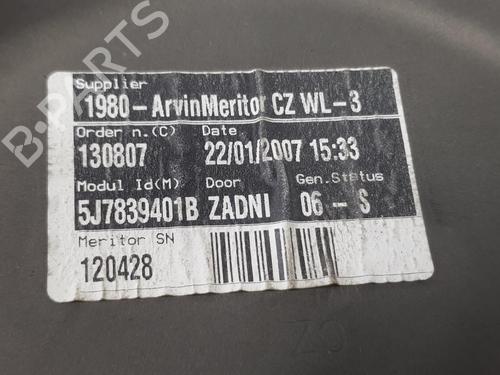 Supplier
1980-ArvinMeritor CZ WL-3
Order n.(C) Date
130807 22/01/2007 15:33
Modul Id(M) Door Gen.Status
5J7839401B ZADNI 06 - S
Meritor SN
120428
B-PARTS